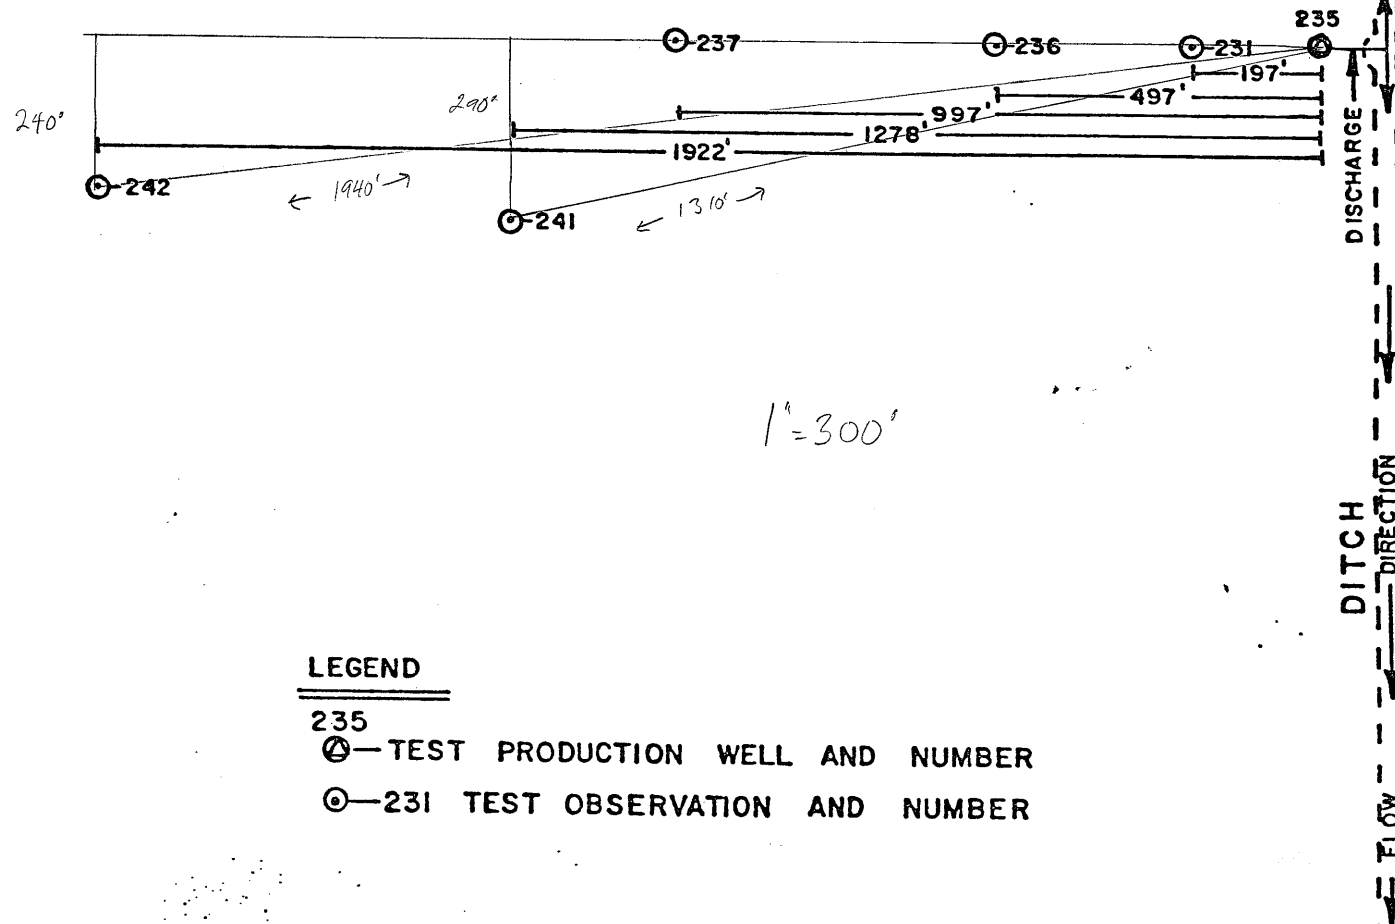 235
237
236
231
197'
497'
997'
1278'
1922'
240'
290'
242
241
1940'
1310'
DISCHARGE
1"=300'
DITCH
FLOW DIRECTION
LEGEND
235
TEST PRODUCTION WELL AND NUMBER
231 TEST OBSERVATION AND NUMBER